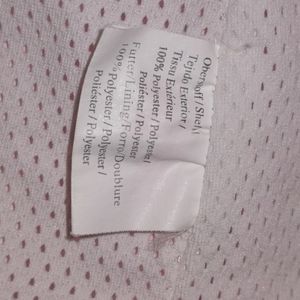 Oberstoff/Shell/
Tejido Exterior/
Tissu Extérieur
100% Polyester/Polyester/
Poliéster/Polyester
Futter/Lining/Forro/Doublure
100%Polyester/Polyester/
Poliéster/Polyester